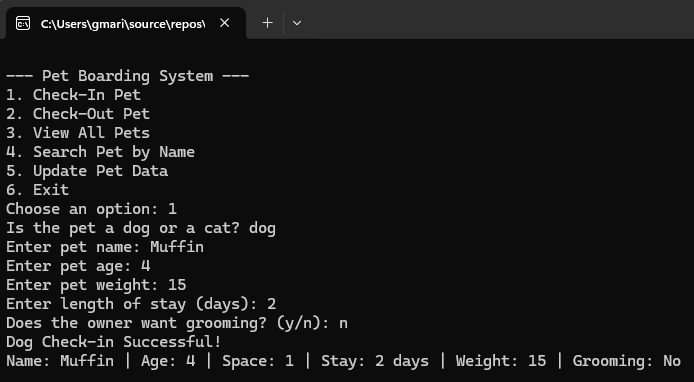 C:\Users\gmari\source\repos\
--- Pet Boarding System ---
1. Check-In Pet
2. Check-Out Pet
3. View All Pets
4. Search Pet by Name
5. Update Pet Data
6. Exit
Choose an option: 1
Is the pet a dog or a cat? dog
Enter pet name: Muffin
Enter pet age: 4
Enter pet weight: 15
Enter length of stay (days): 2
Does the owner want grooming? (y/n): n
Dog Check-in Successful!
Name: Muffin | Age: 4 | Space: 1 | Stay: 2 days | Weight: 15 | Grooming: No